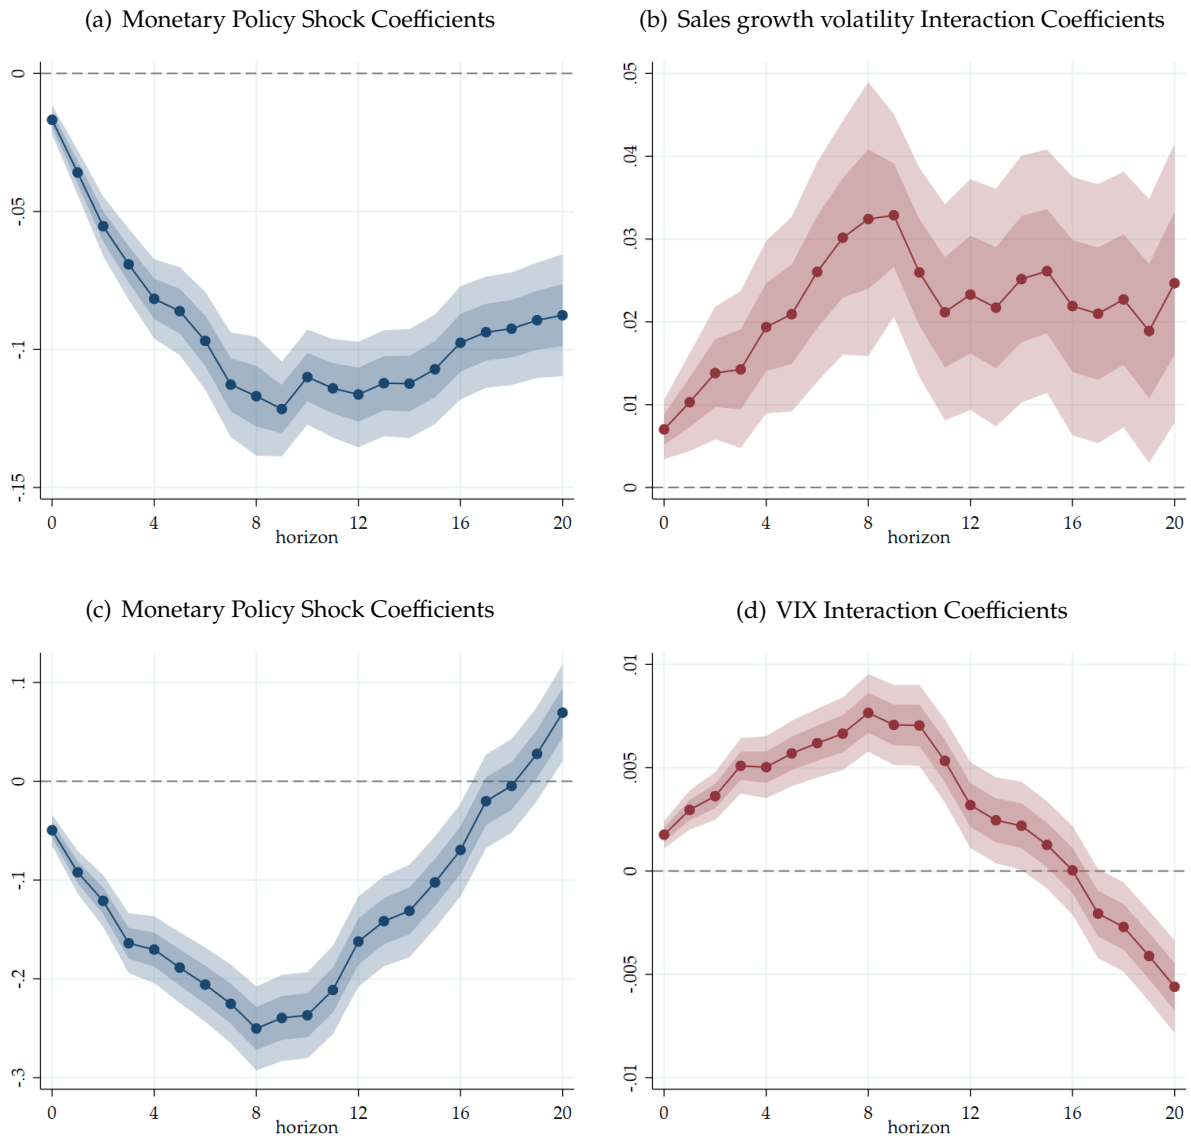 (a) Monetary Policy Shock Coefficients
0
-.05
-.1
-.15
0 4 8 12 16 20
horizon
(b) Sales growth volatility Interaction Coefficients
.05
.04
.03
.02
.01
0
0 4 8 12 16 20
horizon
(c) Monetary Policy Shock Coefficients
.1
0
-.1
-.2
-.3
0 4 8 12 16 20
horizon
(d) VIX Interaction Coefficients
.01
.005
0
-.005
-.01
0 4 8 12 16 20
horizon